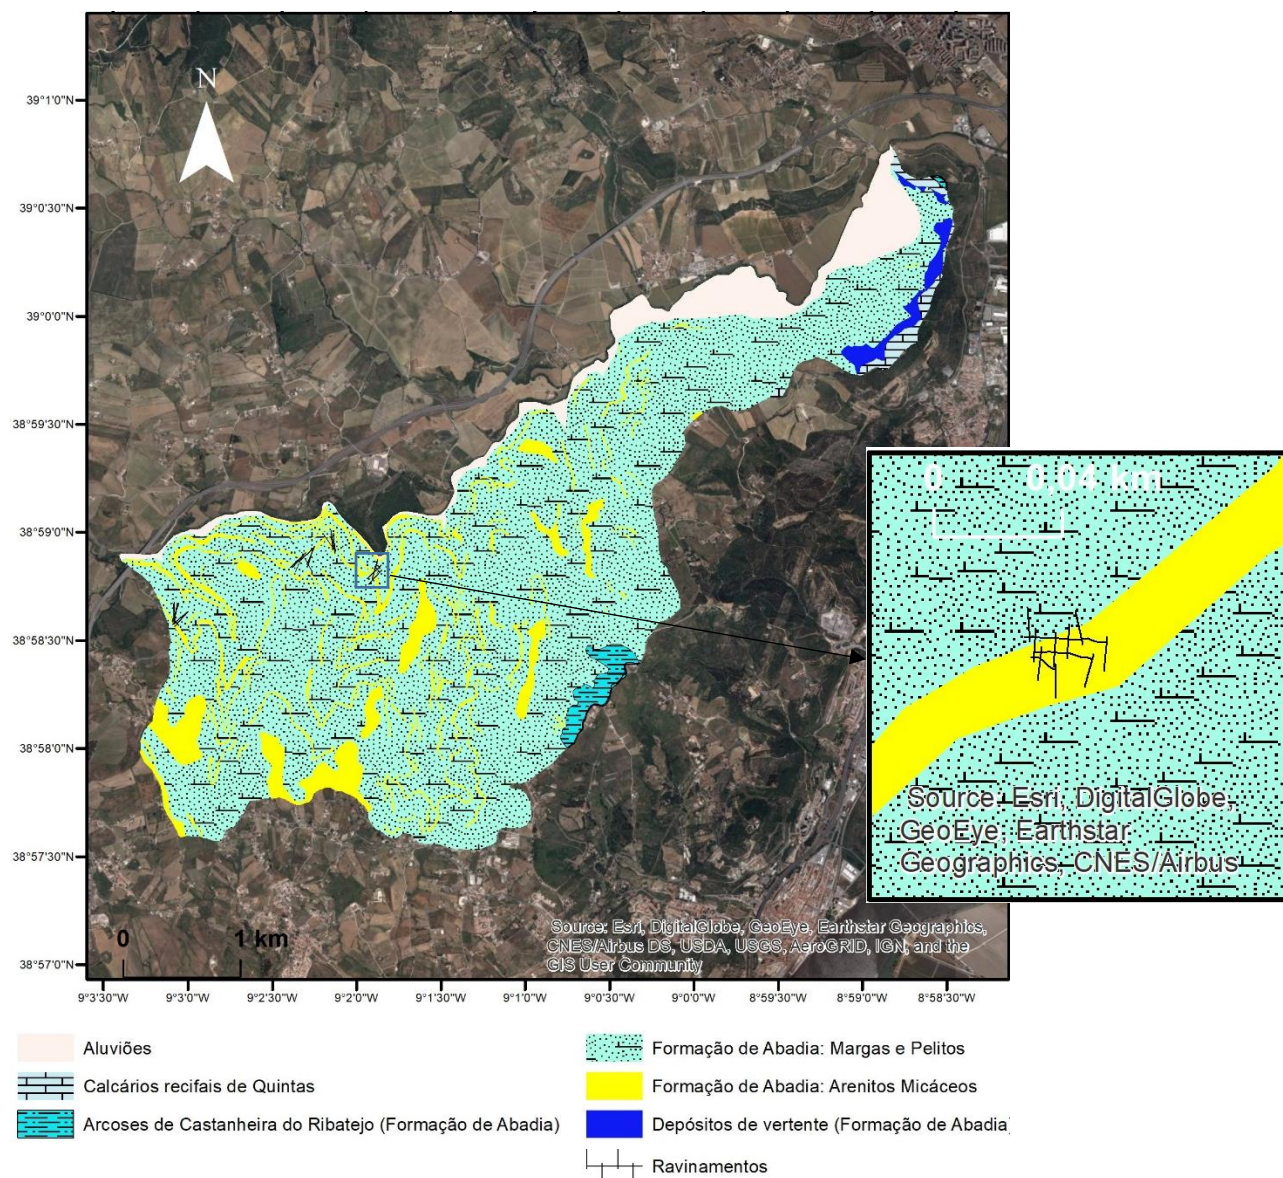 N
39°1'0"N
39°0'30"N
39°0'0"N
38°59'30"N
38°59'0"N
38°58'30"N
38°58'0"N
38°57'30"N
38°57'0"N
0 0,04 km
Source: Esri, DigitalGlobe,
GeoEye, Earthstar
Geographics, CNES/Airbus
0 1 km
Source: Esri, DigitalGlobe, GeoEye, Earthstar Geographics,
CNES/Airbus DS, USDA, USGS, AeroGRID, IGN, and the
GIS User Community
9°3'30"W 9°3'0"W 9°2'30"W 9°2'0"W 9°1'30"W 9°1'0"W 9°0'30"W 9°0'0"W 8°59'30"W 8°59'0"W 8°58'30"W
Aluviões
Calcários recifais de Quintas
Arcoses de Castanheira do Ribatejo (Formação de Abadia)
Formação de Abadia: Margas e Pelitos
Formação de Abadia: Arenitos Micáceos
Depósitos de vertente (Formação de Abadia)
Ravinamentos